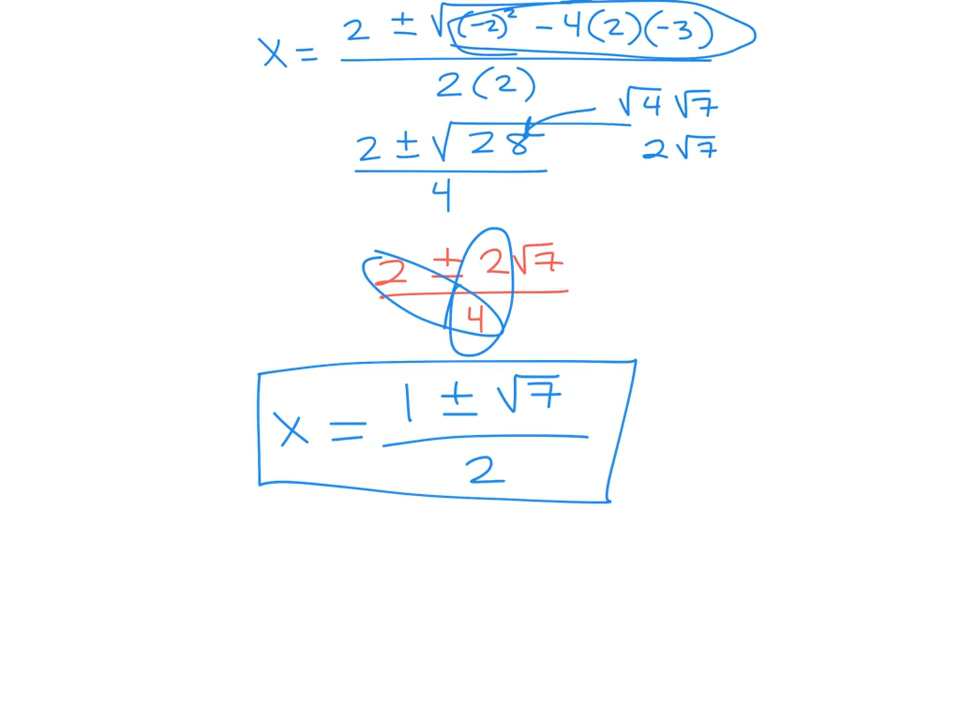 x = (2 ± √((-2)² - 4(2)(-3))) / (2(2))
(2 ± √28) / 4
√4 √7
2√7
(2 ± 2√7) / 4
x = (1 ± √7) / 2